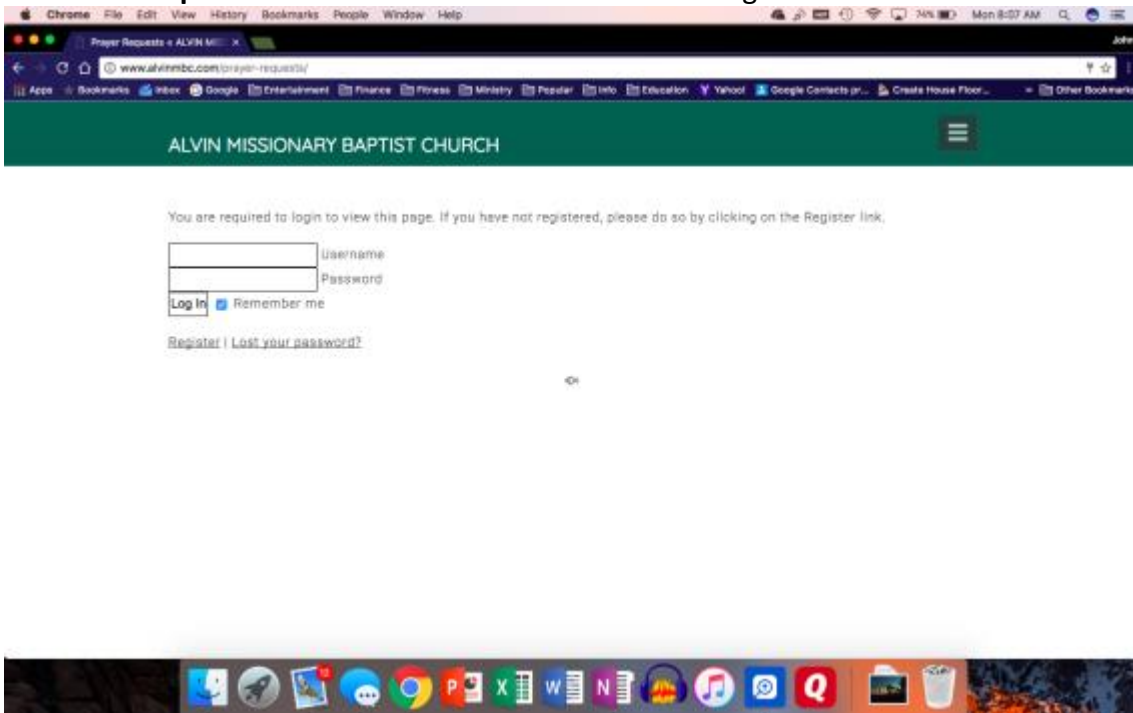 Chrome File Edit View History Bookmarks People Window Help 74% Mon 8:07 AM
Prayer Requests « ALVIN MI John
www.alvinmbc.com/prayer-requests/
Apps Bookmarks Inbox Google Entertainment Finance Fitness Ministry Popular Info Education Yahoo! Google Contacts pr... Create House Floor... » Other Bookmarks
ALVIN MISSIONARY BAPTIST CHURCH
You are required to login to view this page. If you have not registered, please do so by clicking on the Register link.
Username
Password
Log In Remember me
Register | Lost your password?